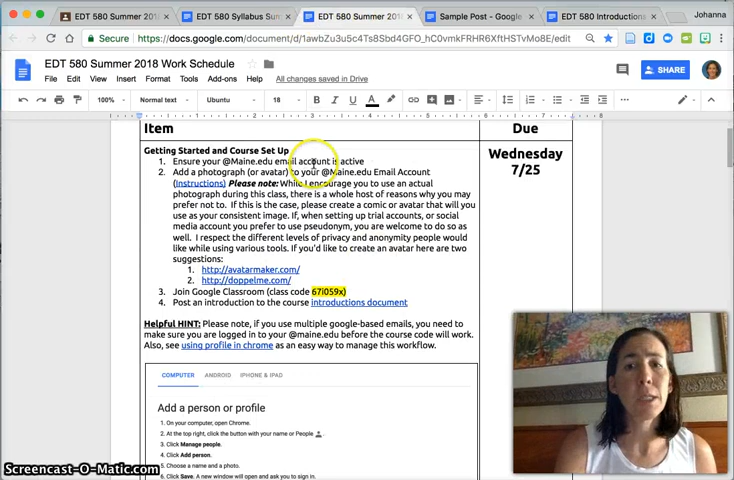 EDT 580 Summer 2018
EDT 580 Syllabus Sum
EDT 580 Summer 2018
Sample Post - Google
EDT 580 Introductions
Johanna
Secure
https://docs.google.com/document/d/1awbzZu3u5c4Ts8Sbd4GFO_hC0vmkFRHR6XftHSTvMo8E/edit
EDT 580 Summer 2018 Work Schedule
File Edit View Insert Format Tools Add-ons Help All changes saved in Drive
SHARE
100% Normal text Ubuntu 18 B I U A
Item Due
Getting Started and Course Set Up
Wednesday
7/25
1. Ensure your @Maine.edu email account is active
2. Add a photograph (or avatar) to your @Maine.edu Email Account
(Instructions) Please note: While I encourage you to use an actual
photograph during this class, there is a whole host of reasons why you may
prefer not to. If this is the case, please create a comic or avatar that will you
use as your consistent image. If, when setting up trial accounts, or social
media account you prefer to use pseudonym, you are welcome to do so as
well. I respect the different levels of privacy and anonymity people would
like while using various tools. If you'd like to create an avatar here are two
suggestions:
1. http://avatarmaker.com/
2. http://doppelme.com/
3. Join Google Classroom (class code 67i059x)
4. Post an introduction to the course introductions document
Helpful HINT: Please note, if you use multiple google-based emails, you need to
make sure you are logged in to your @maine.edu before the course code will work.
Also, see using profile in chrome as an easy way to manage this workflow.
COMPUTER ANDROID IPHONE & IPAD
Add a person or profile
1. On your computer, open Chrome.
2. At the top right, click the button with your name or People
3. Click Manage people.
4. Click Add person.
5. Choose a name and a photo.
6. Click Save. A new window will open and ask you to sign in.
Screencast-O-Matic.com